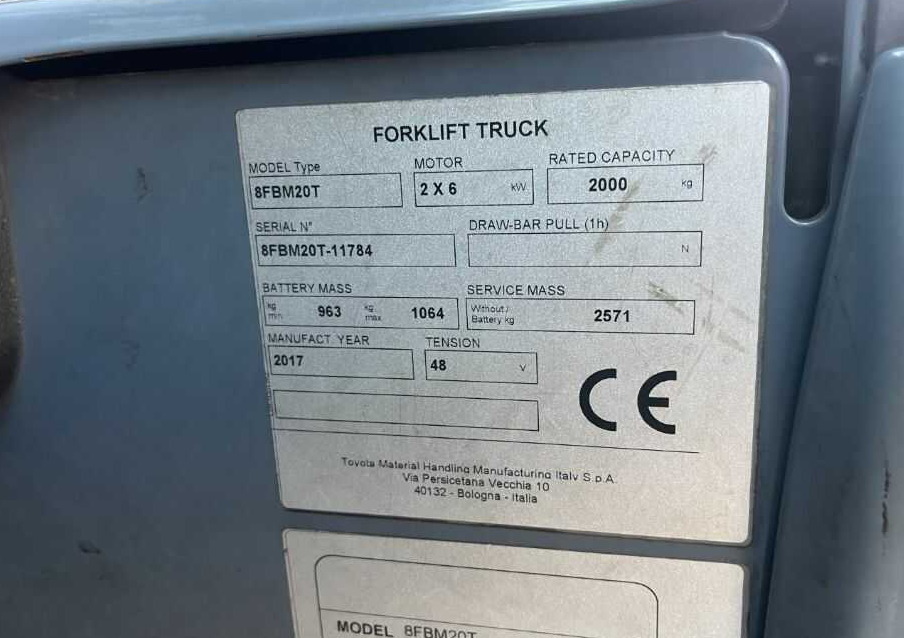 FORKLIFT TRUCK
MODEL Type MOTOR RATED CAPACITY
8FBM20T 2 X 6 kW 2000 kg
SERIAL N° DRAW-BAR PULL (1h)
8FBM20T-11784 N
BATTERY MASS SERVICE MASS
kg min 963 kg max 1064 Without / Battery kg 2571
MANUFACT. YEAR TENSION
2017 48 V
CE
Toyota Material Handling Manufacturing Italy S.p.A.
Via Persicetana Vecchia 10
40132 - Bologna - Italia
MODEL 8FBM20T